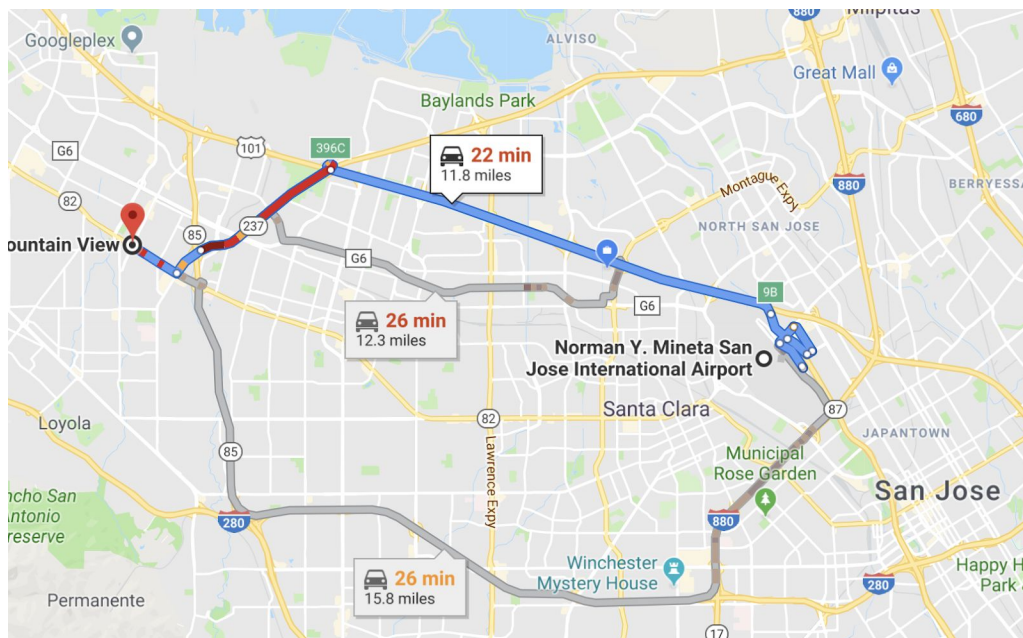 880
Milpitas
Googleplex
ALVISO
Great Mall
Baylands Park
680
101
396C
G6
22 min
11.8 miles
Montague Expy
880
BERRYESSA
82
237
85
NORTH SAN JOSE
ountain View
G6
9B
G6
26 min
12.3 miles
Norman Y. Mineta San
Jose International Airport
Santa Clara
87
82
Loyola
JAPANTOWN
85
Lawrence Expy
Municipal
Rose Garden
San Jose
ncho San
Antonio
reserve
280
880
26 min
15.8 miles
Winchester
Mystery House
280
Happy H
Park &
Permanente
17